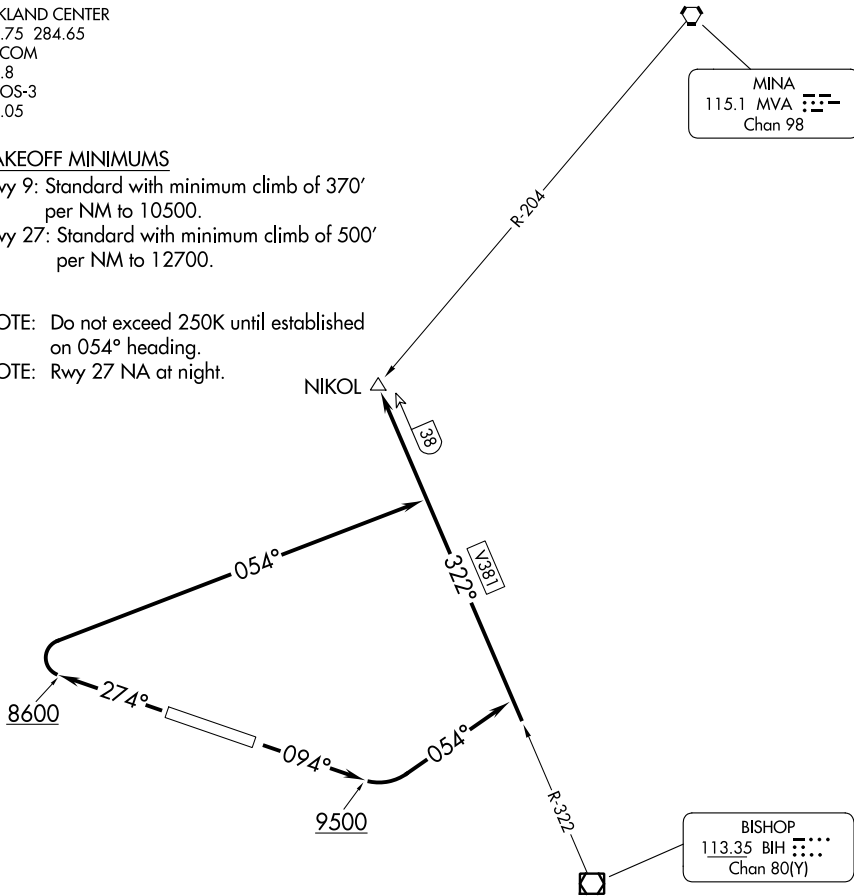 KLAND CENTER
.75 284.65
COM
.8
OS-3
.05
AKEOFF MINIMUMS
wy 9: Standard with minimum climb of 370'
per NM to 10500.
wy 27: Standard with minimum climb of 500'
per NM to 12700.
OTE: Do not exceed 250K until established
on 054° heading.
OTE: Rwy 27 NA at night.
MINA
115.1 MVA
Chan 98
R-204
NIKOL
38
054°
322°
V381
8600
274°
094°
054°
9500
R-322
BISHOP
113.35 BIH
Chan 80(Y)